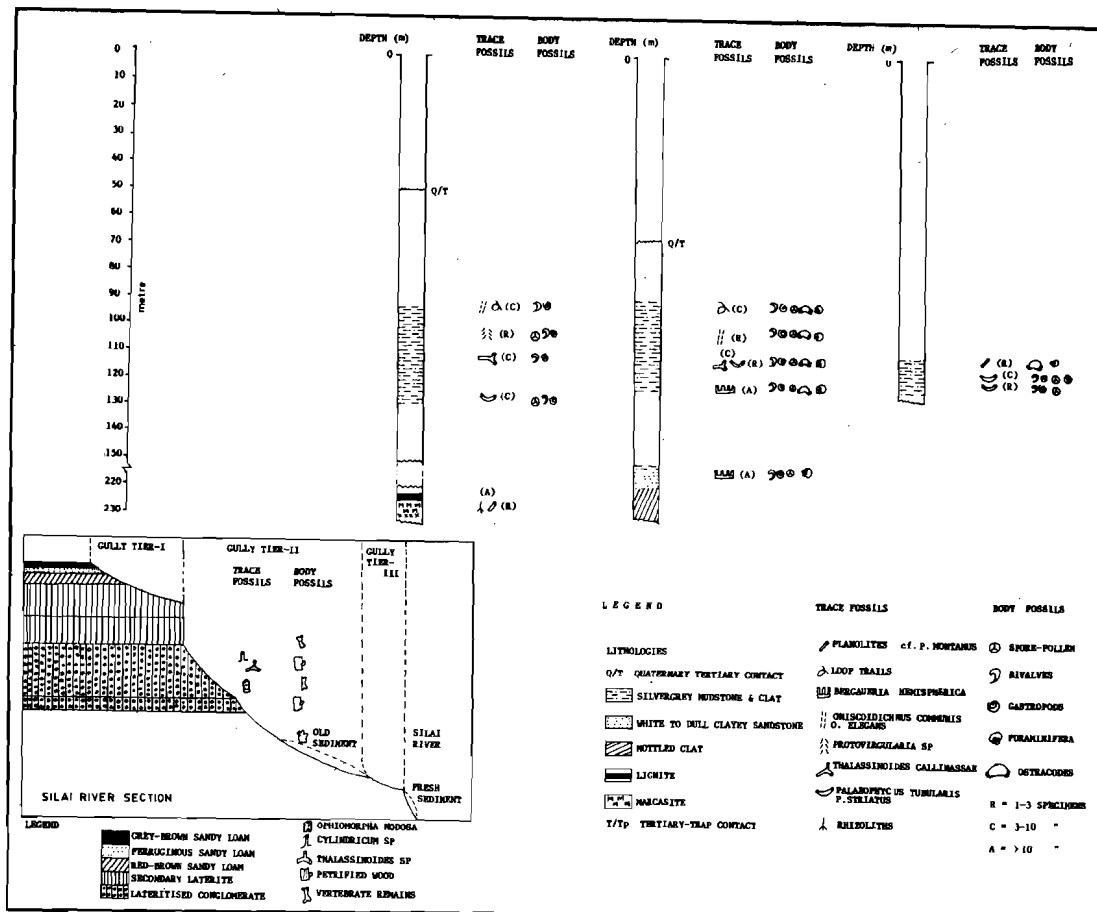 DEPTH (m) TRACE FOSSILS BODY FOSSILS
DEPTH (m) TRACE FOSSILS BODY FOSSILS
DEPTH (m) TRACE FOSSILS BODY FOSSILS
0
10
20
30
40
50
60
70
80
90
100
110
120
130
140
150
220
230
metre
0
Q/T
(C)
(R)
(C)
(C)
(A)
(R)
0
Q/T
(C)
(R)
(C)
(R)
(A)
(A)
0
(R)
(C)
(R)
GULLY TIER-I
GULLY TIER-II
GULLY
TIER-
III
TRACE
FOSSILS
BODY
FOSSILS
OLD
SEDIMENT
SILAI
RIVER
FRESH
SEDIMENT
SILAI RIVER SECTION
LEGEND
GREY-BROWN SANDY LOAM
FERRUGINOUS SANDY LOAM
RED-BROWN SANDY LOAM
SECONDARY LATERITE
LATERITISED CONGLOMERATE
OPHIOMORPHA NODOSA
CYLINDRICUM SP
THALASSINOIDES SP
PETRIFIED WOOD
VERTEBRATE REMAINS
LEGEND
LITHOLOGIES
Q/T QUATERNARY TERTIARY CONTACT
SILVERGREY MUDSTONE & CLAY
WHITE TO DULL CLAYEY SANDSTONE
MOTTLED CLAY
LIGNITE
MARCASITE
T/Tp TERTIARY-TRAP CONTACT
TRACE FOSSILS
PLANOLITES cf. P. MONTANUS
LOOP TRAILS
BERGAUERIA HEMISPHERICA
ONISCOIDICHNUS COMMUNIS
O. ELEGANS
PROTOVIRGULARIA SP
THALASSINOIDES CALLIANASSAE
PALAEOPHYCUS TUBULARIS
P. STRIATUS
RHIZOLITES
BODY FOSSILS
SPORE-POLLEN
BIVALVES
GASTROPODS
FORAMINIFERA
OSTRACODES
R = 1-3 SPECIMENS
C = 3-10 "
A = >10 "